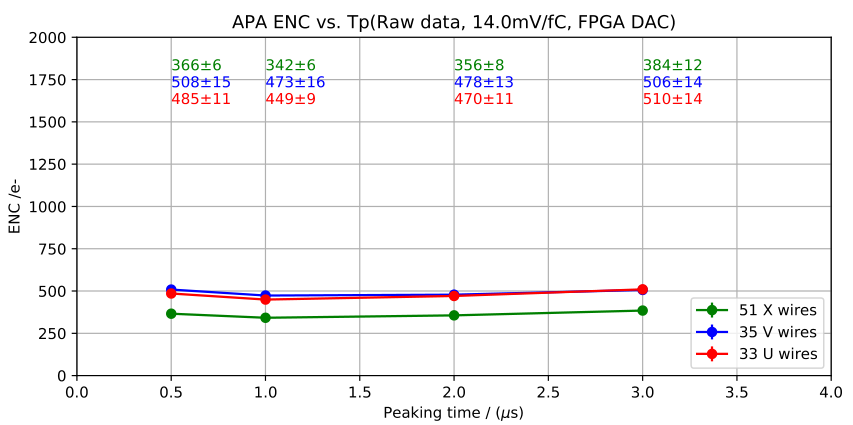 APA ENC vs. Tp(Raw data, 14.0mV/fC, FPGA DAC)
2000
1750
1500
1250
1000
750
500
250
0
ENC /e-
366±6 342±6 356±8 384±12
508±15 473±16 478±13 506±14
485±11 449±9 470±11 510±14
51 X wires
35 V wires
33 U wires
0.0 0.5 1.0 1.5 2.0 2.5 3.0 3.5 4.0
Peaking time / (μs)